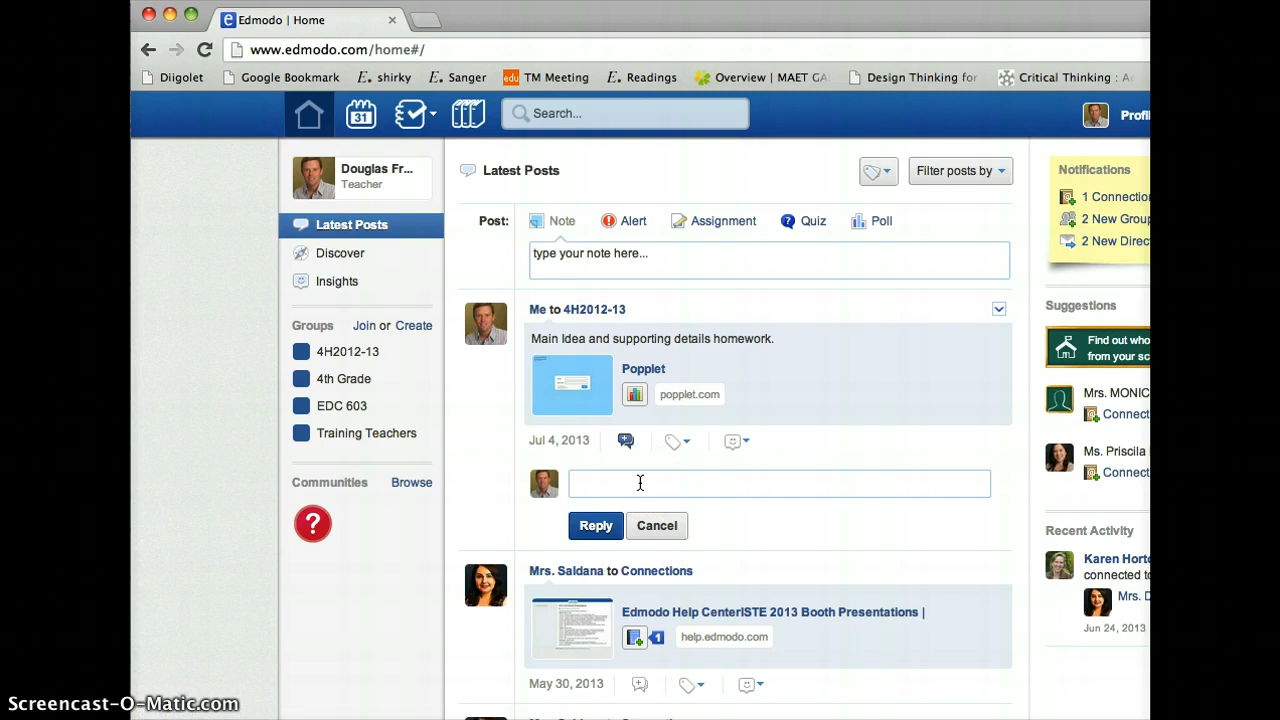 Edmodo | Home
www.edmodo.com/home#/
Diigolet
Google Bookmark
E. shirky
E. Sanger
edu TM Meeting
E. Readings
Overview | MAET GA
Design Thinking for
Critical Thinking : A
31
Search...
Profi
Douglas Fr...
Teacher
Latest Posts
Discover
Insights
Groups Join or Create
4H2012-13
4th Grade
EDC 603
Training Teachers
Communities Browse
?
Latest Posts
Filter posts by
Post: Note Alert Assignment Quiz Poll
type your note here...
Me to 4H2012-13
Main Idea and supporting details homework.
Popplet
popplet.com
Jul 4, 2013
Reply Cancel
Mrs. Saldana to Connections
Edmodo Help CenterISTE 2013 Booth Presentations |
1
help.edmodo.com
May 30, 2013
Notifications
1 Connectio
2 New Grou
2 New Direc
Suggestions
Find out who
from your sc
Mrs. MONIC
Connect
Ms. Priscila
Connect
Recent Activity
Karen Horto
connected to
Mrs. D
Jun 24, 2013
Screencast-O-Matic.com